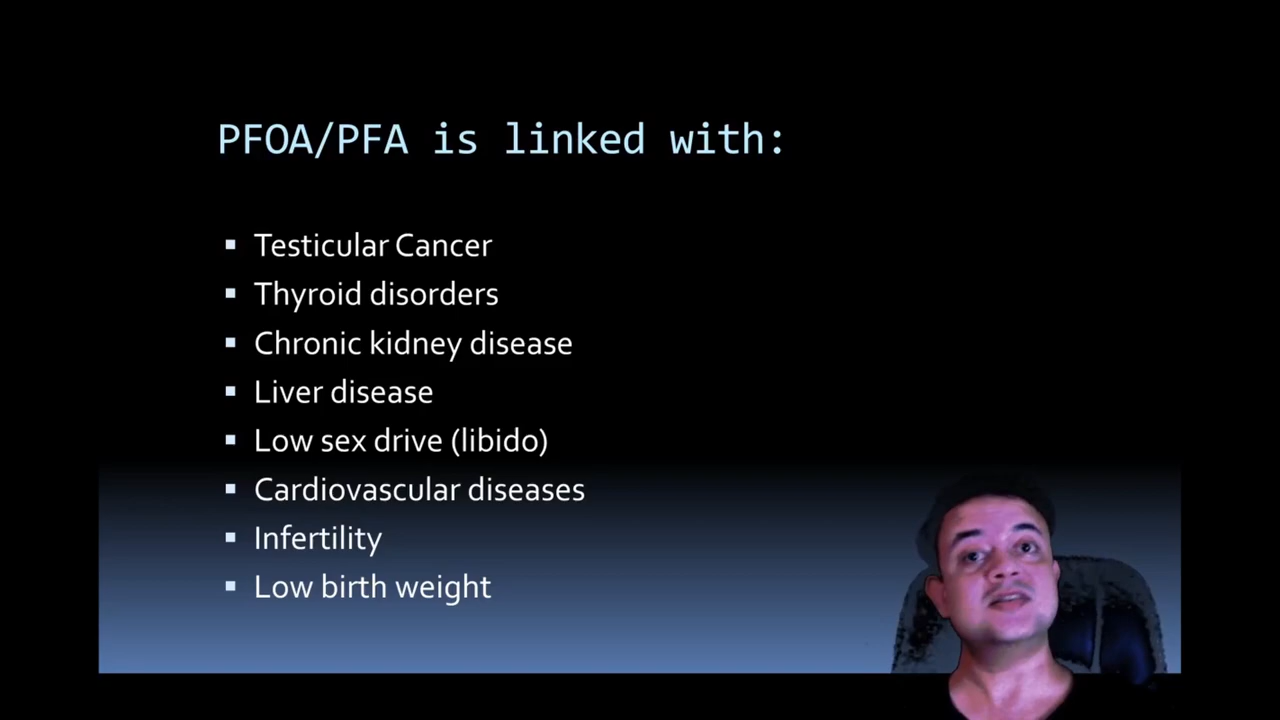 PFOA/PFA is linked with:
Testicular Cancer
Thyroid disorders
Chronic kidney disease
Liver disease
Low sex drive (libido)
Cardiovascular diseases
Infertility
Low birth weight